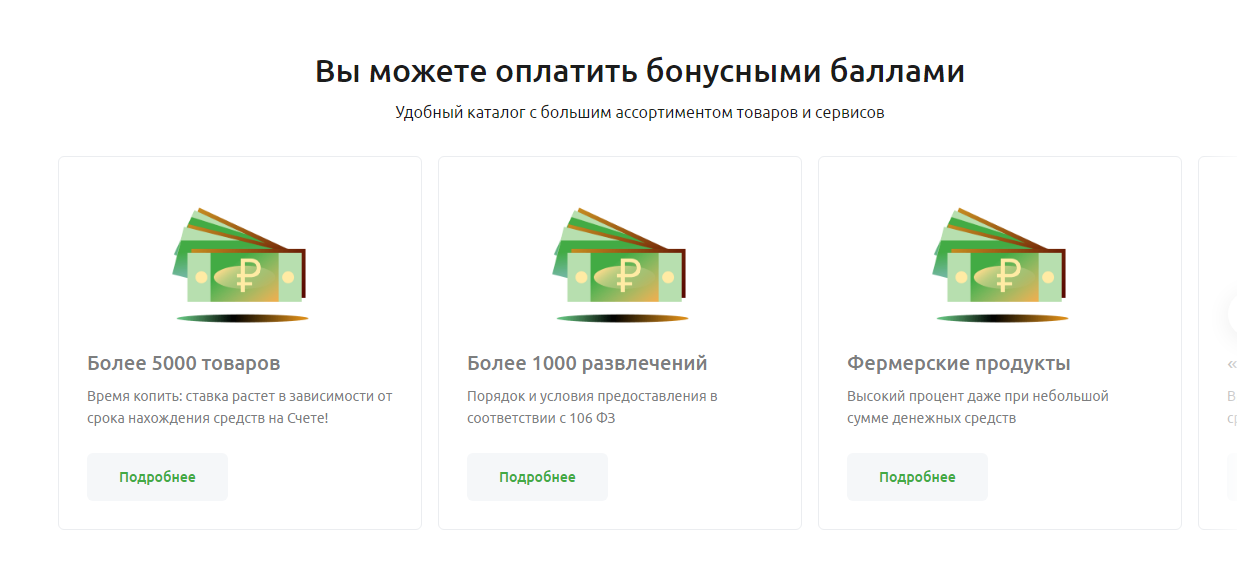 Вы можете оплатить бонусными баллами
Удобный каталог с большим ассортиментом товаров и сервисов
Более 5000 товаров
Время копить: ставка растет в зависимости от
срока нахождения средств на Счете!
Подробнее
Более 1000 развлечений
Порядок и условия предоставления в
соответствии с 106 ФЗ
Подробнее
Фермерские продукты
Высокий процент даже при небольшой
сумме денежных средств
Подробнее